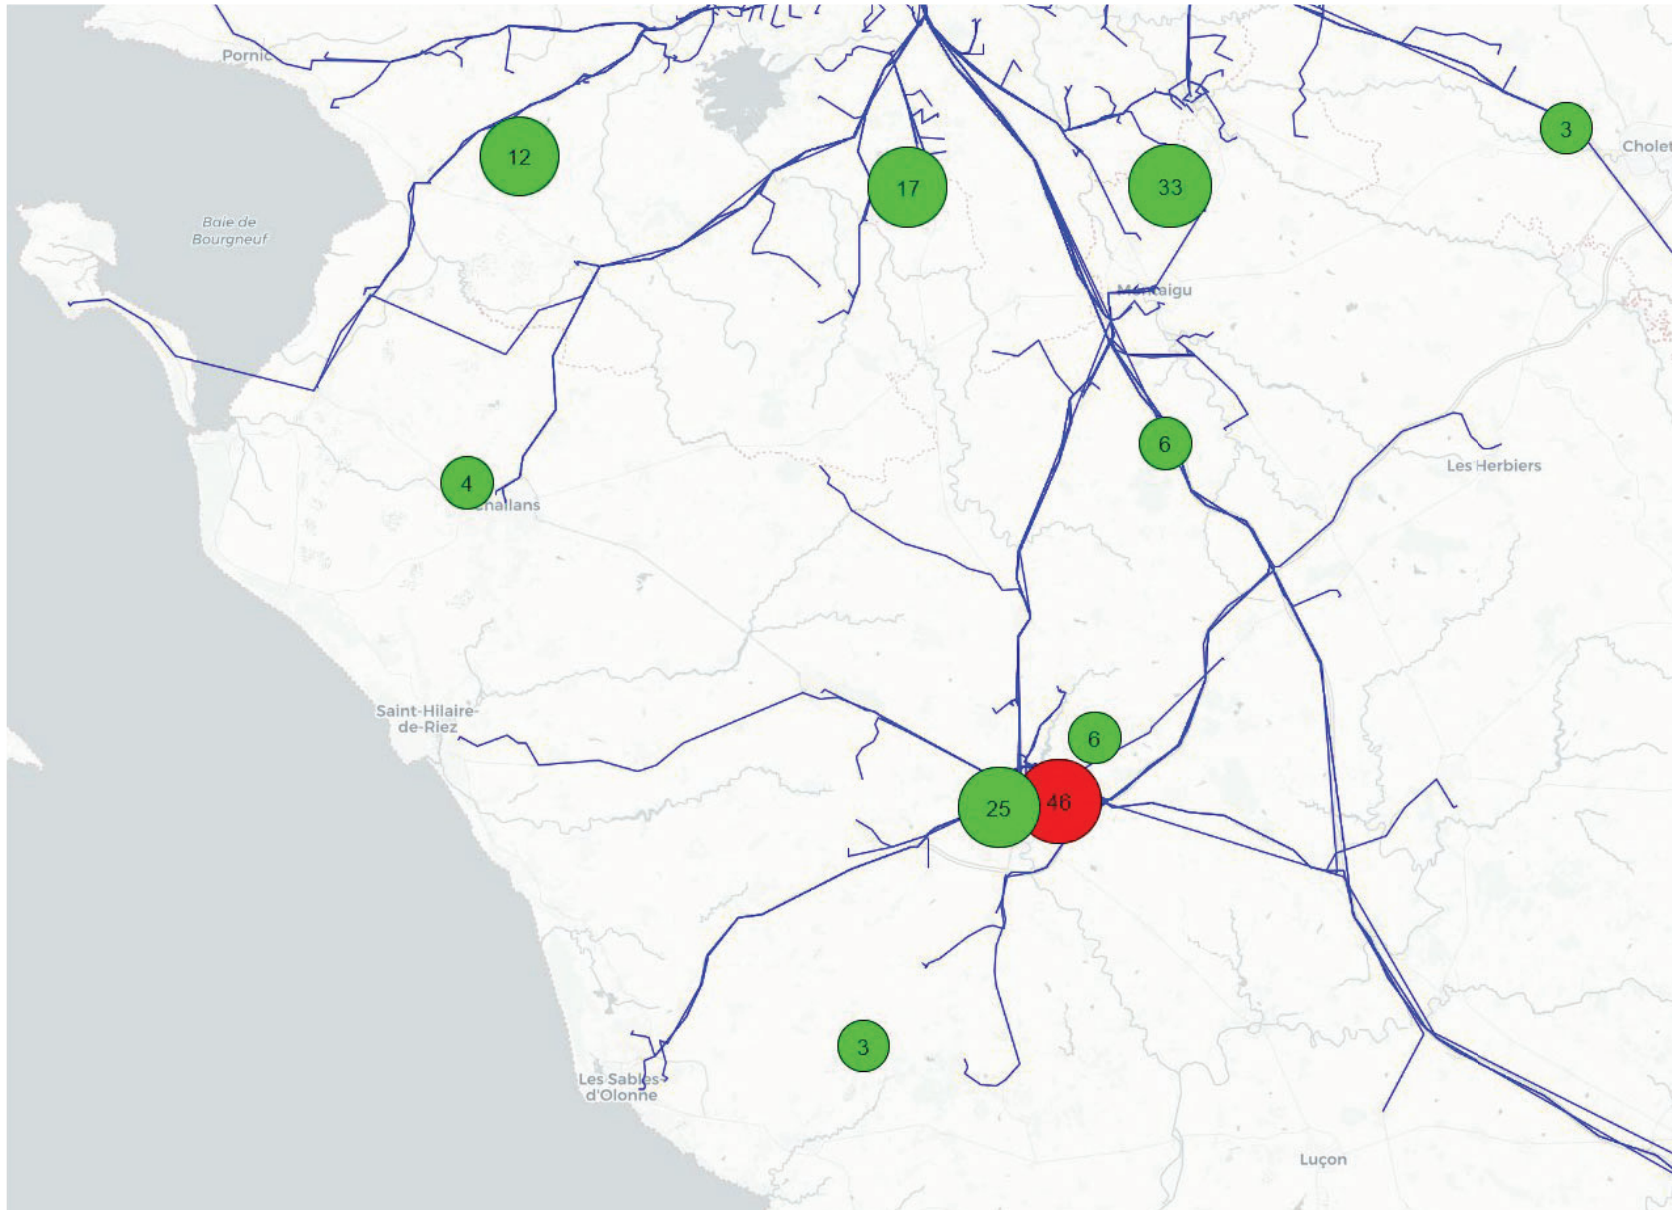 Pornic
12
3
Cholet
17
33
Baie de
Bourgneuf
Montaigu
6
Les Herbiers
4
Challans
Saint-Hilaire-
de-Riez
6
25
46
3
Les Sables-
d'Olonne
Luçon